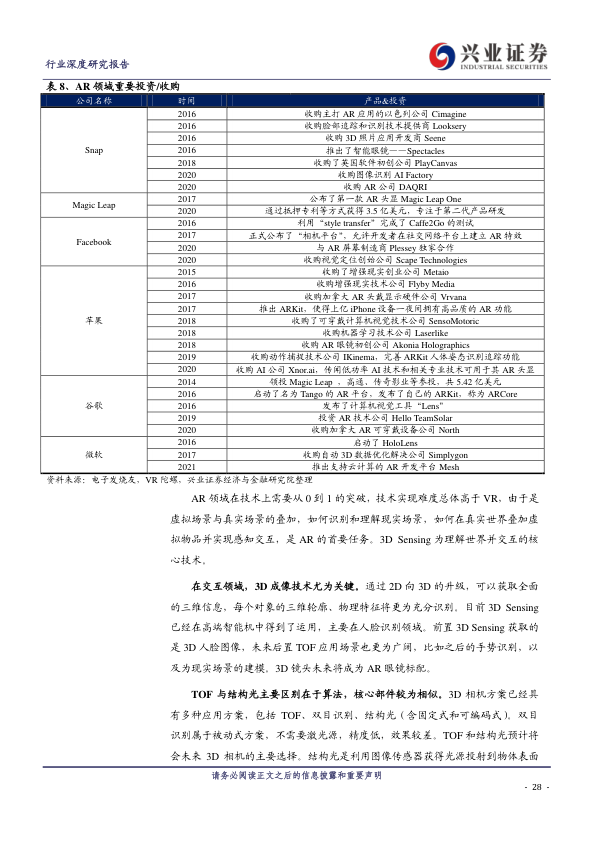 行业深度研究报告
兴业证券
INDUSTRIAL SECURITIES
表 8、AR 领域重要投资/收购
公司名称 时间 产品&投资
Snap
2016 收购主打 AR 应用的以色列公司 Cimagine
2016 收购脸部追踪和识别技术提供商 Looksery
2016 收购 3D 照片应用开发商 Seene
2016 推出了智能眼镜——Spectacles
2018 收购了英国软件初创公司 PlayCanvas
2020 收购图像识别 AI Factory
2020 收购 AR 公司 DAQRI
Magic Leap
2017 公布了第一款 AR 头显 Magic Leap One
2020 通过抵押专利等方式获得 3.5 亿美元，专注于第二代产品研发
Facebook
2016 利用“style transfer”完成了 Caffe2Go 的测试
2017 正式公布了“相机平台”，允许开发者在社交网络平台上建立 AR 特效
2020 与 AR 屏幕制造商 Plessey 独家合作
2020 收购视觉定位创始公司 Scape Technologies
苹果
2015 收购了增强现实创业公司 Metaio
2016 收购增强现实技术公司 Flyby Media
2017 收购加拿大 AR 头戴显示硬件公司 Vrvana
2017 推出 ARKit，使得上亿 iPhone 设备一夜间拥有高品质的 AR 功能
2018 收购了可穿戴计算机视觉技术公司 SensoMotoric
2018 收购机器学习技术公司 Laserlike
2018 收购 AR 眼镜初创公司 Akonia Holographics
2019 收购动作捕捉技术公司 IKinema，完善 ARKit 人体姿态识别追踪功能
2020 收购 AI 公司 Xnor.ai，传闻低功率 AI 技术和相关专业技术可用于其 AR 头显
谷歌
2014 领投 Magic Leap ，高通、传奇影业等参投，共 5.42 亿美元
2016 启动了名为 Tango 的 AR 平台，发布了自己的 ARKit，称为 ARCore
2016 发布了计算机视觉工具“Lens”
2019 投资 AR 技术公司 Hello TeamSolar
2020 收购加拿大 AR 可穿戴设备公司 North
微软
2016 启动了 HoloLens
2017 收购自动 3D 数据优化解决公司 Simplygon
2021 推出支持云计算的 AR 开发平台 Mesh
资料来源：电子发烧友，VR 陀螺，兴业证券经济与金融研究院整理
AR 领域在技术上需要从 0 到 1 的突破，技术实现难度总体高于 VR，由于是
虚拟场景与真实场景的叠加，如何识别和理解现实场景，如何在真实世界叠加虚
拟物品并实现感知交互，是 AR 的首要任务。3D Sensing 为理解世界并交互的核
心技术。
在交互领域，3D 成像技术尤为关键。通过 2D 向 3D 的升级，可以获取全面
的三维信息，每个对象的三维轮廓、物理特征将更为充分识别。目前 3D Sensing
已经在高端智能机中得到了运用，主要在人脸识别领域。前置 3D Sensing 获取的
是 3D 人脸图像，未来后置 TOF 应用场景也更为广阔，比如之后的手势识别，以
及为现实场景的建模。3D 镜头未来将成为 AR 眼镜标配。
TOF 与结构光主要区别在于算法，核心部件较为相似。3D 相机方案已经具
有多种应用方案，包括 TOF、双目识别、结构光（含固定式和可编码式）。双目
识别属于被动式方案，不需要激光源，精度低，效果较差。TOF 和结构光预计将
会未来 3D 相机的主要选择。结构光是利用图像传感器获得光源投射到物体表面
请务必阅读正文之后的信息披露和重要声明
- 28 -